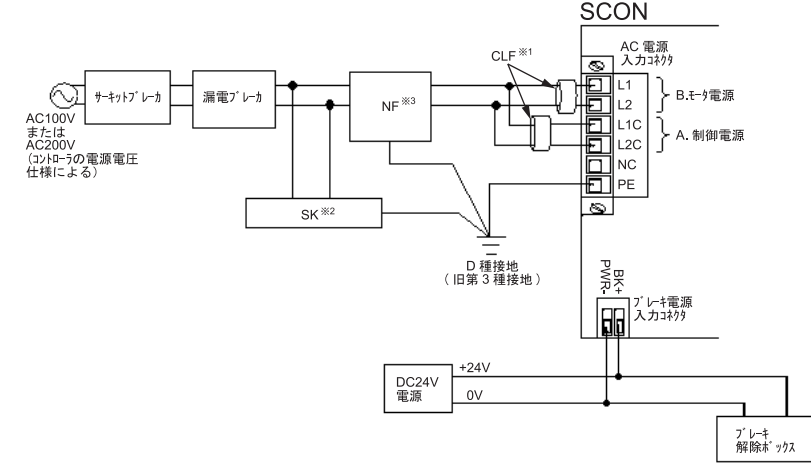 SCON
AC 電源
入力コネクタ
CLF※1
L1
L2
L1C
L2C
NC
PE
B.モータ電源
A. 制御電源
サーキットブレーカ
漏電ブレーカ
NF※3
AC100V
または
AC200V
(コントローラの電源電圧
仕様による)
SK※2
D 種接地
( 旧第 3 種接地 )
PWR-
BK+
ブレーキ電源
入力コネクタ
DC24V
電源
+24V
0V
ブレーキ
解除ボックス